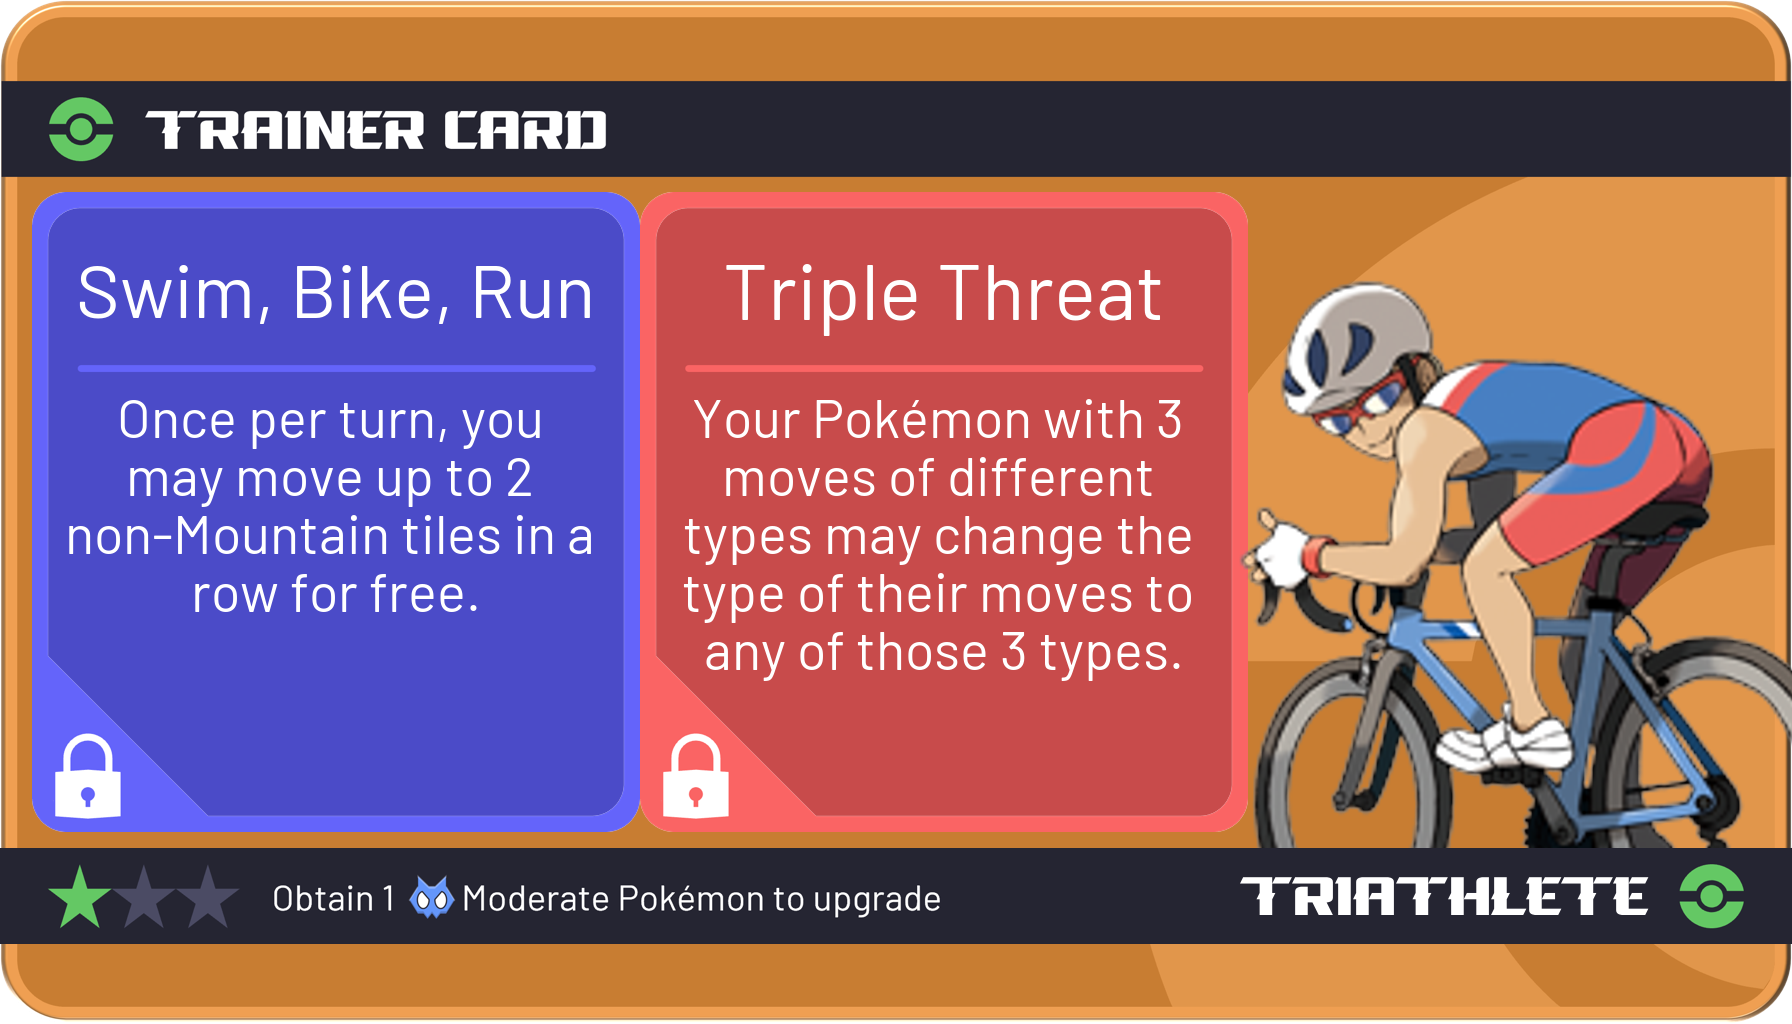 TRAINER CARD
Swim, Bike, Run
Once per turn, you
may move up to 2
non-Mountain tiles in a
row for free.
Triple Threat
Your Pokémon with 3
moves of different
types may change the
type of their moves to
any of those 3 types.
Obtain 1 Moderate Pokémon to upgrade
TRIATHLETE